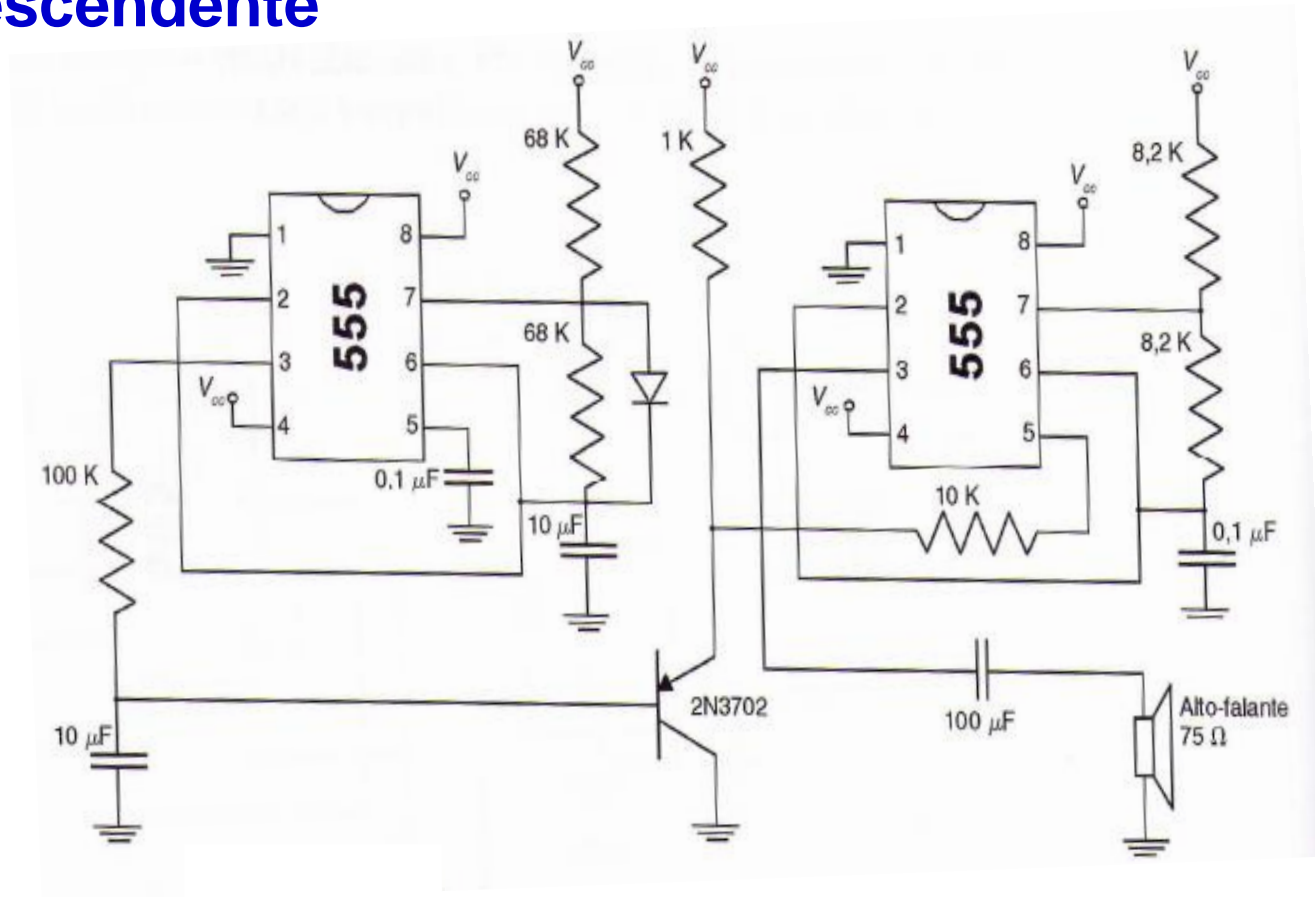 escendente
Vcc
Vcc
Vcc
68 K
1 K
8,2 K
Vcc
Vcc
1
8
1
8
2
7
2
7
555
555
68 K
8,2 K
3
6
3
6
Vcc
Vcc
4
5
4
5
100 K
0,1 μF
10 K
10 μF
0,1 μF
2N3702
Alto-falante
75 Ω
10 μF
100 μF